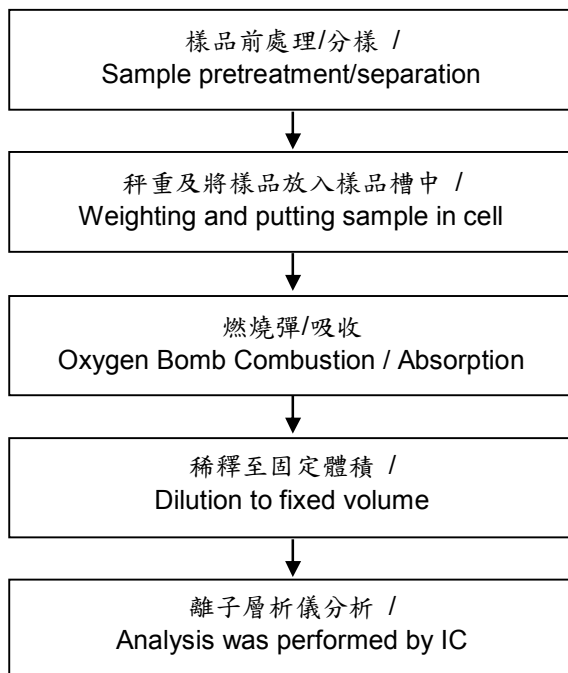 樣品前處理/分樣 /
Sample pretreatment/separation
秤重及將樣品放入樣品槽中 /
Weighting and putting sample in cell
燃燒彈/吸收
Oxygen Bomb Combustion / Absorption
稀釋至固定體積 /
Dilution to fixed volume
離子層析儀分析 /
Analysis was performed by IC